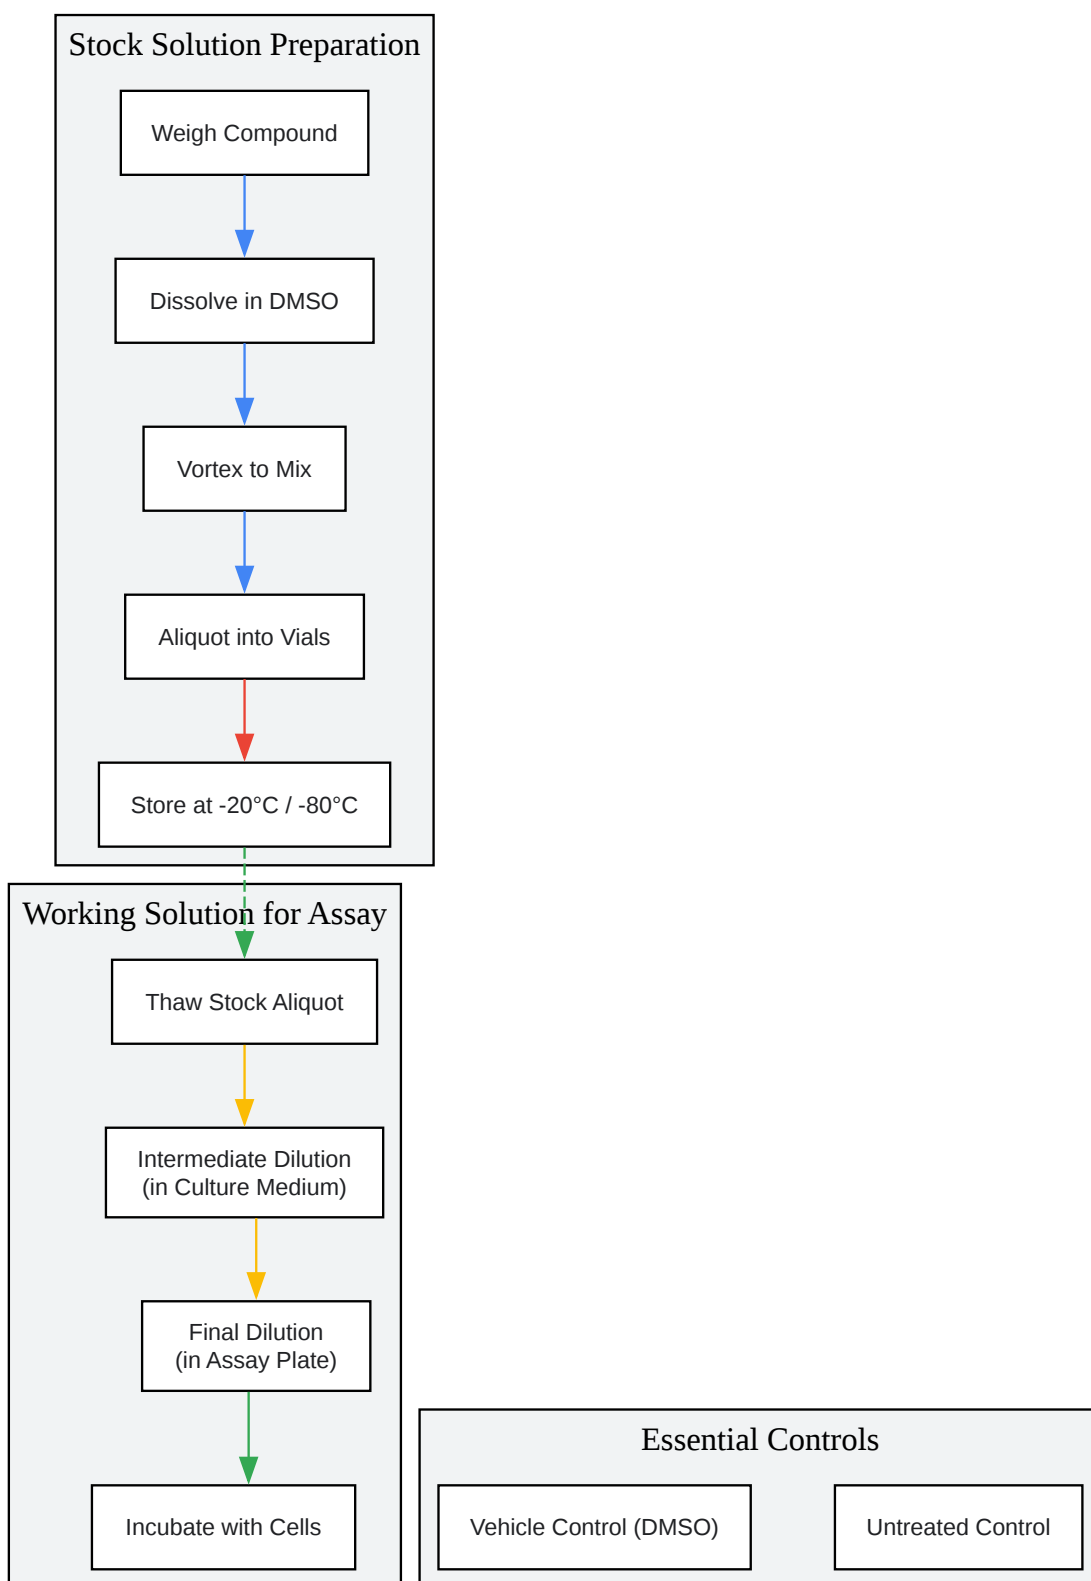 Stock Solution Preparation
Weigh Compound
Dissolve in DMSO
Vortex to Mix
Aliquot into Vials
Store at -20°C / -80°C
Working Solution for Assay
Thaw Stock Aliquot
Intermediate Dilution
(in Culture Medium)
Final Dilution
(in Assay Plate)
Incubate with Cells
Essential Controls
Vehicle Control (DMSO)
Untreated Control